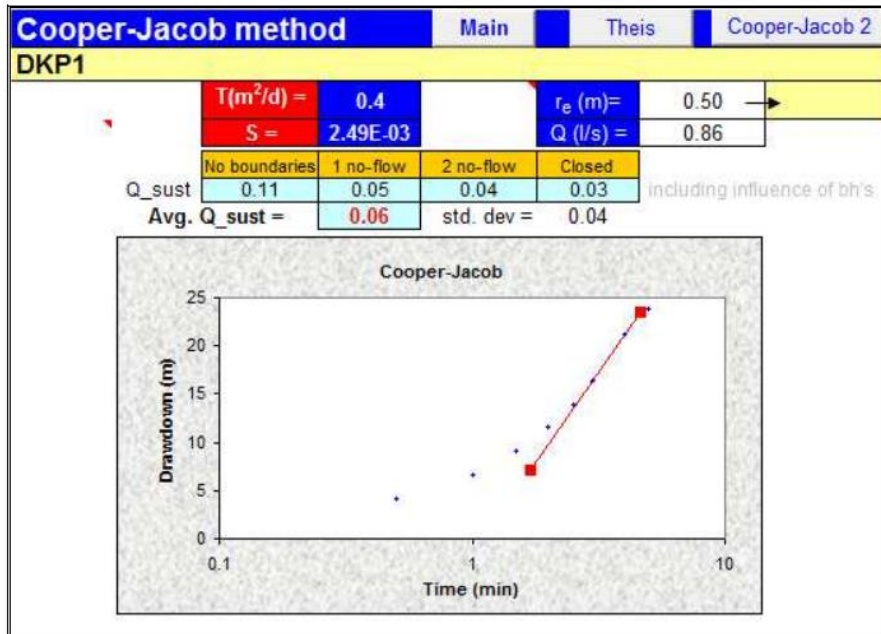 Cooper-Jacob method Main Theis Cooper-Jacob 2
DKP1
T(m²/d) = 0.4 rₑ (m)= 0.50
S = 2.49E-03 Q (l/s) = 0.86
No boundaries 1 no-flow 2 no-flow Closed
Q_sust 0.11 0.05 0.04 0.03 including influence of bh's
Avg. Q_sust = 0.06 std. dev = 0.04
Cooper-Jacob
25
20
15
10
5
0
Drawdown (m)
0.1 1 10
Time (min)